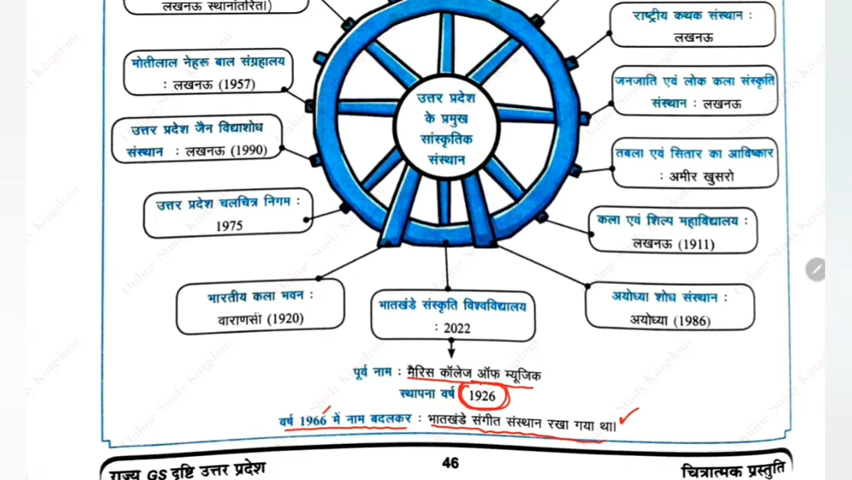 लखनऊ स्थानांतरित।)
मोतीलाल नेहरू बाल संग्रहालय
: लखनऊ (1957)
उत्तर प्रदेश जैन विद्याशोध
संस्थान : लखनऊ (1990)
उत्तर प्रदेश चलचित्र निगम :
1975
भारतीय कला भवन :
वाराणसी (1920)
उत्तर प्रदेश
के प्रमुख
सांस्कृतिक
संस्थान
भातखंडे संस्कृति विश्वविद्यालय
: 2022
राष्ट्रीय कथक संस्थान :
लखनऊ
जनजाति एवं लोक कला संस्कृति
संस्थान : लखनऊ
तबला एवं सितार का आविष्कार
: अमीर खुसरो
कला एवं शिल्प महाविद्यालय :
लखनऊ (1911)
अयोध्या शोध संस्थान :
अयोध्या (1986)
पूर्व नाम : मैरिस कॉलेज ऑफ म्यूजिक
स्थापना वर्ष 1926
वर्ष 1966 में नाम बदलकर : भातखंडे संगीत संस्थान रखा गया था।
राज्य GS दृष्टि उत्तर प्रदेश
46
चित्रात्मक प्रस्तुति
Online Study Kingdom